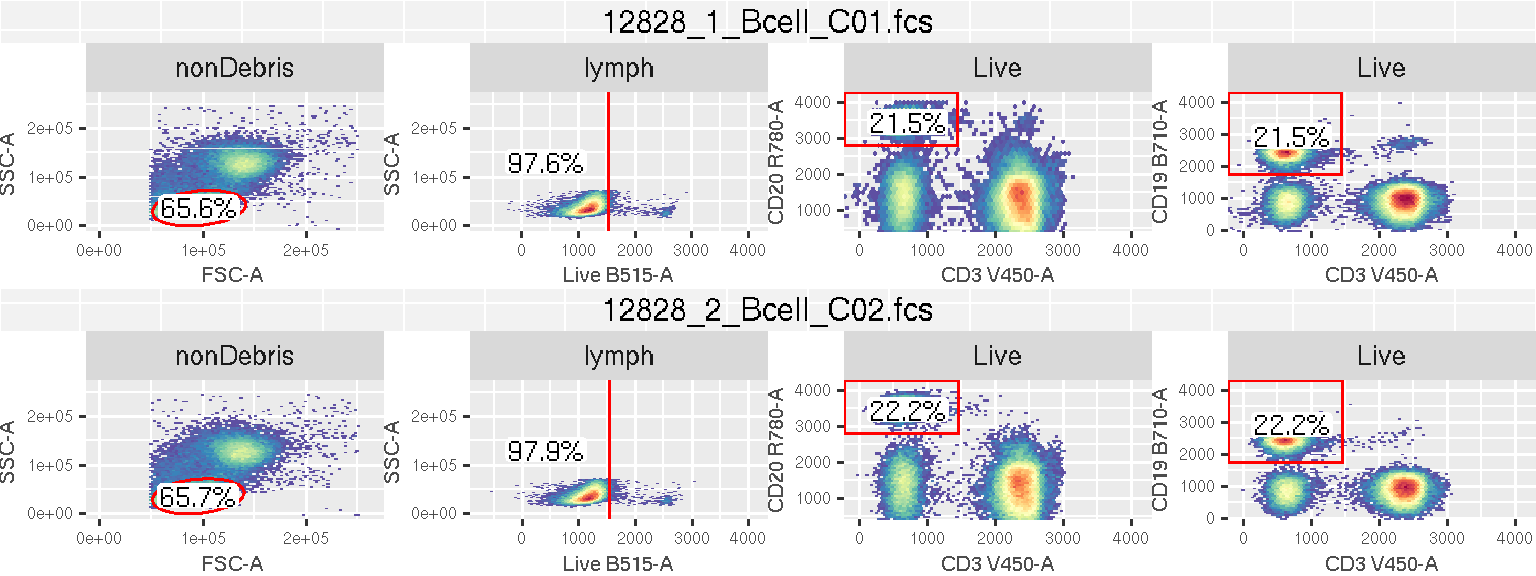 12828_1_Bcell_C01.fcs
nonDebris
lymph
Live
Live
SSC-A
2e+05
1e+05
0e+00
65.6%
0e+00 1e+05 2e+05
FSC-A
SSC-A
2e+05
1e+05
0e+00
97.6%
0 1000 2000 3000 4000
Live B515-A
CD20 R780-A
4000
3000
2000
1000
21.5%
0 1000 2000 3000 4000
CD3 V450-A
CD19 B710-A
4000
3000
2000
1000
0
21.5%
0 1000 2000 3000 4000
CD3 V450-A
12828_2_Bcell_C02.fcs
nonDebris
lymph
Live
Live
SSC-A
2e+05
1e+05
0e+00
65.7%
0e+00 1e+05 2e+05
FSC-A
SSC-A
2e+05
1e+05
0e+00
97.9%
0 1000 2000 3000 4000
Live B515-A
CD20 R780-A
4000
3000
2000
1000
22.2%
0 1000 2000 3000 4000
CD3 V450-A
CD19 B710-A
4000
3000
2000
1000
0
22.2%
0 1000 2000 3000 4000
CD3 V450-A